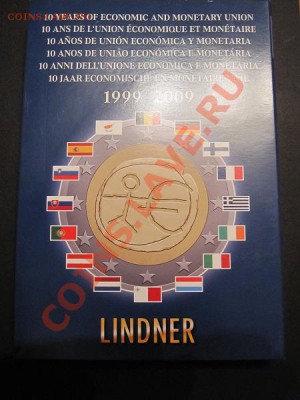 10 YEARS OF ECONOMIC AND MONETARY UNION
10 ANS DE L'UNION ÉCONOMIQUE ET MONÉTAIRE
10 AÑOS DE UNIÓN ECONÓMICA Y MONETARIA
10 ANOS DE UNIÃO ECONÓMICA E MONETÁRIA
10 ANNI DELL'UNIONE ECONOMICA E MONETARIA
10 JAAR ECONOMISCHE EN MONETAIRE UNIE
1999 2009
LINDNER
COINSSLAVE.RU